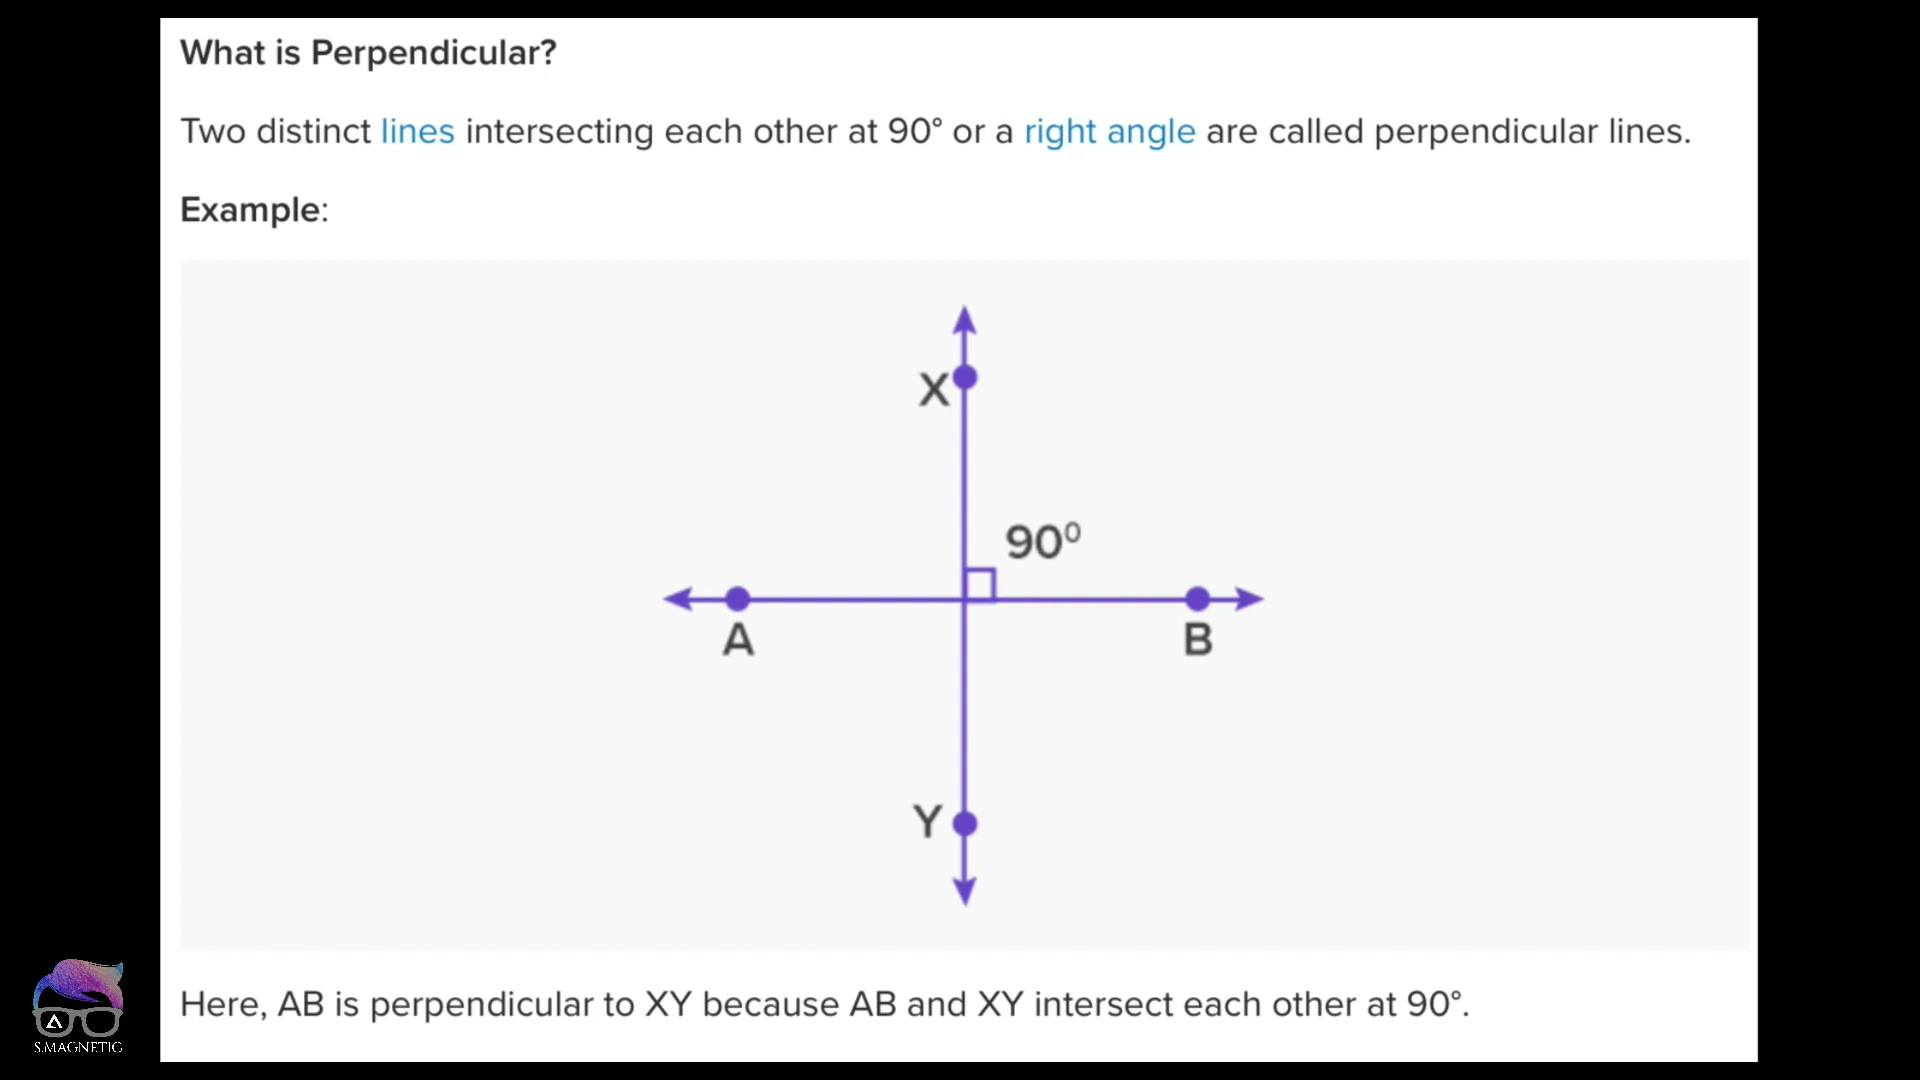 What is Perpendicular?
Two distinct lines intersecting each other at 90° or a right angle are called perpendicular lines.
Example:
X
90⁰
A
B
Y
Here, AB is perpendicular to XY because AB and XY intersect each other at 90°.
S.MAGNETIC